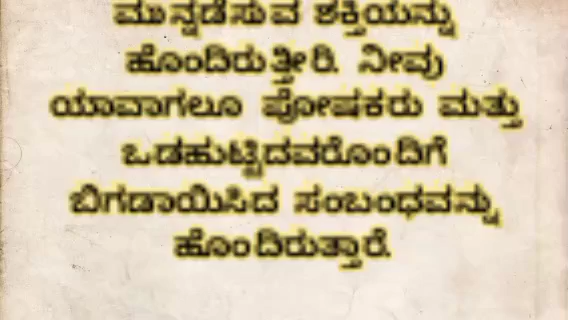 ಮುನ್ನಡೆಸುವ ಶಕ್ತಿಯನ್ನು
ಹೊಂದಿರುತ್ತೀರಿ. ನೀವು
ಯಾವಾಗಲೂ ಪೋಷಕರು ಮತ್ತು
ಒಡಹುಟ್ಟಿದವರೊಂದಿಗೆ
ಬಿಗಡಾಯಿಸಿದ ಸಂಬಂಧವನ್ನು
ಹೊಂದಿರುತ್ತಾರೆ.